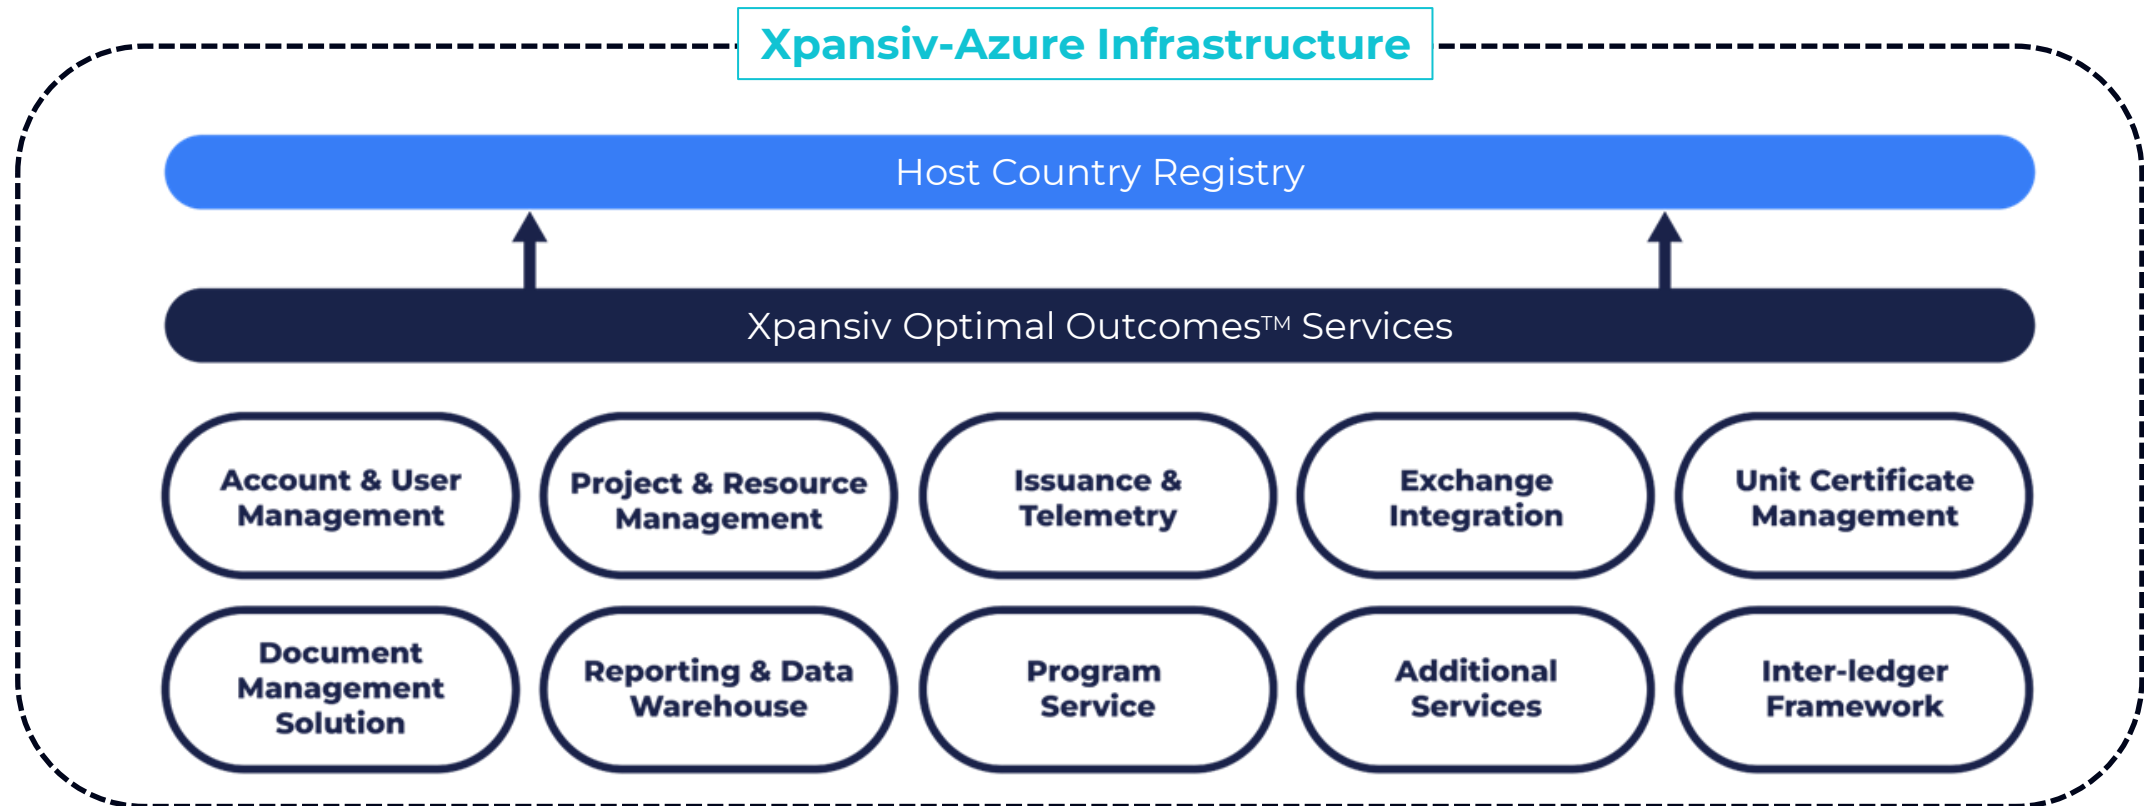 Xpansiv-Azure Infrastructure
Host Country Registry
Xpansiv Optimal Outcomes™ Services
Account & User
Management
Project & Resource
Management
Issuance &
Telemetry
Exchange
Integration
Unit Certificate
Management
Document
Management
Solution
Reporting & Data
Warehouse
Program
Service
Additional
Services
Inter-ledger
Framework